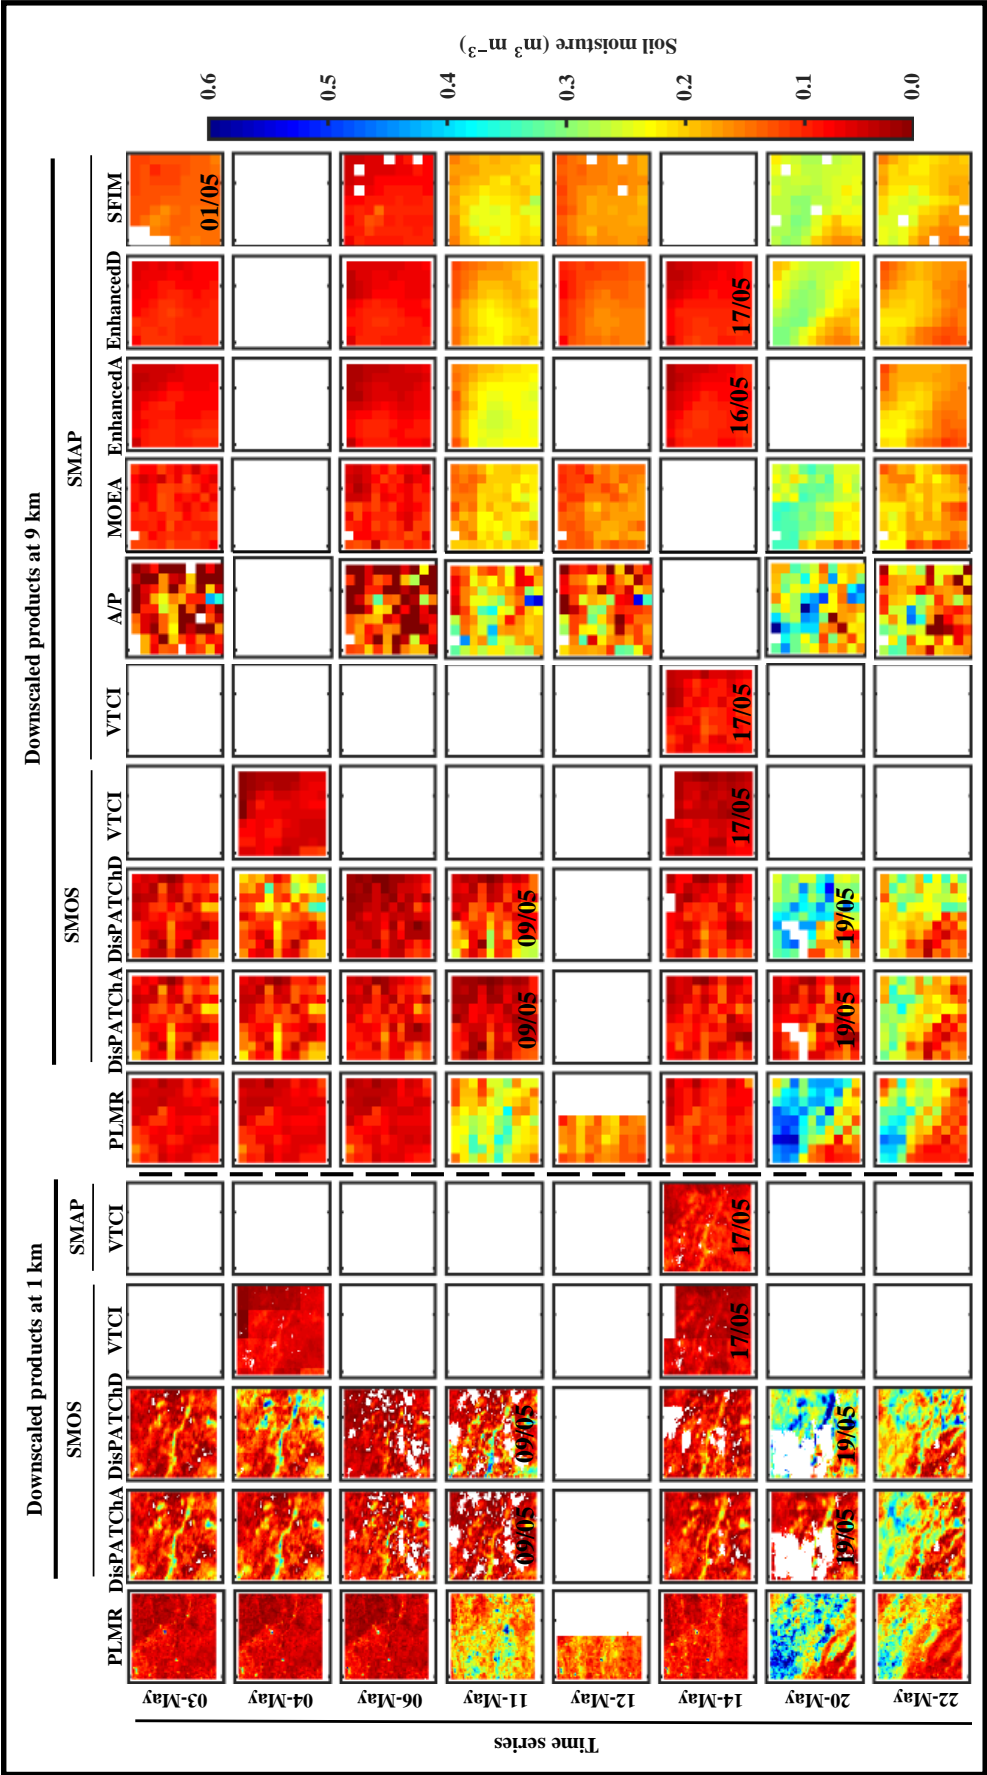 Downscaled products at 1 km
Downscaled products at 9 km
SMOS
SMAP
SMOS
SMAP
PLMR
DisPATChA
DisPATChD
VTCI
VTCI
PLMR
DisPATChA
DisPATChD
VTCI
VTCI
A/P
MOEA
EnhancedA
EnhancedD
SFIM
Time series
03-May
01/05
04-May
06-May
11-May
09/05
09/05
09/05
09/05
12-May
14-May
17/05
17/05
17/05
17/05
16/05
17/05
20-May
19/05
19/05
19/05
19/05
22-May
0.6
0.5
0.4
0.3
0.2
0.1
0.0
Soil moisture (m³ m⁻³)